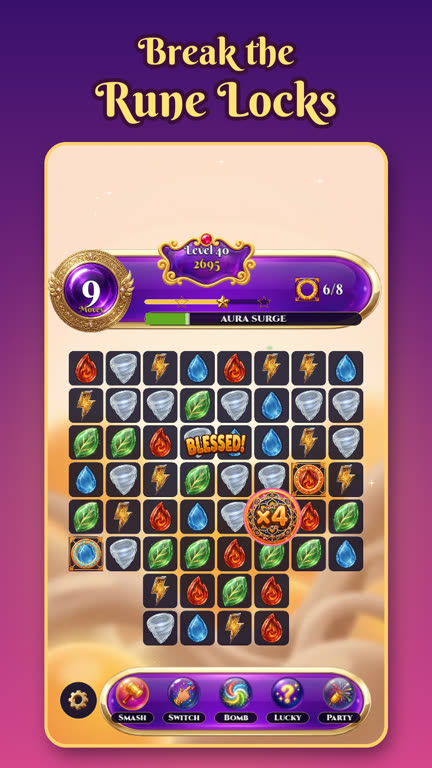 Break the
Rune Locks
Level 40
2695
9
Moves
6/8
AURA SURGE
BLESSED!
x4
SMASH
SWITCH
BOMB
LUCKY
PARTY